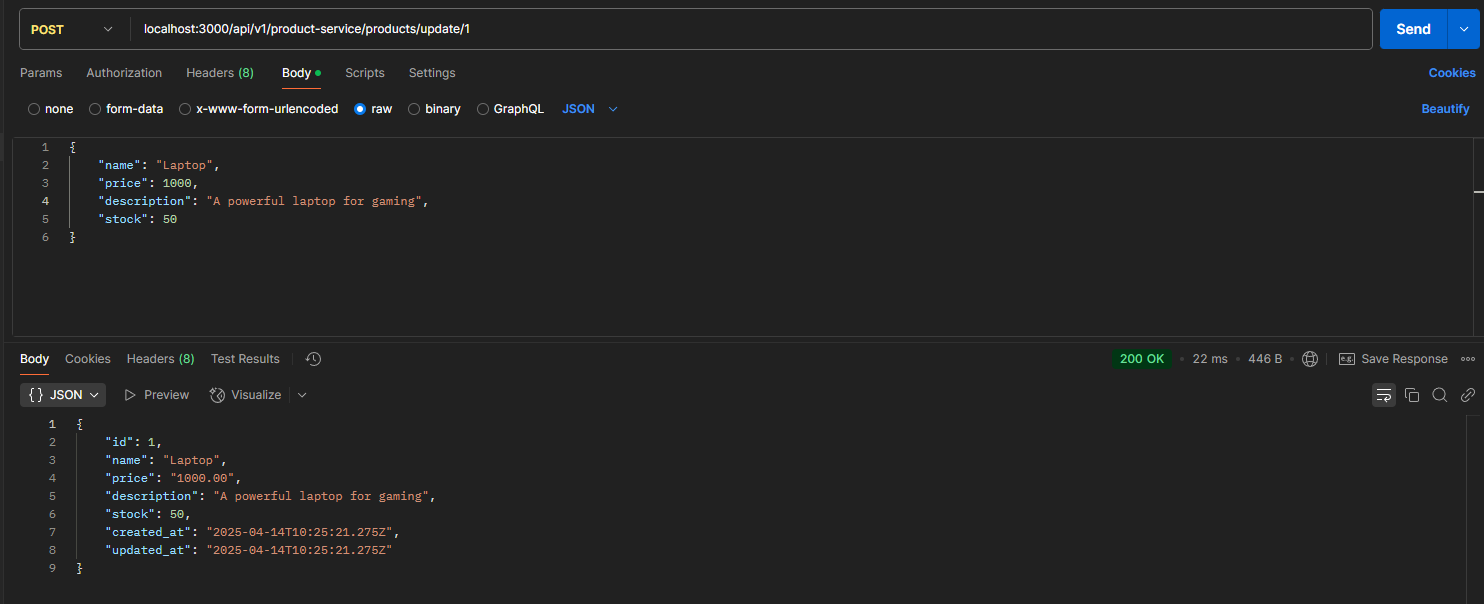 POST localhost:3000/api/v1/product-service/products/update/1 Send
Params Authorization Headers (8) Body Scripts Settings Cookies
none form-data x-www-form-urlencoded raw binary GraphQL JSON Beautify
1 {
2 "name": "Laptop",
3 "price": 1000,
4 "description": "A powerful laptop for gaming",
5 "stock": 50
6 }
Body Cookies Headers (8) Test Results 200 OK 22 ms 446 B e.g. Save Response
{} JSON Preview Visualize
1 {
2 "id": 1,
3 "name": "Laptop",
4 "price": "1000.00",
5 "description": "A powerful laptop for gaming",
6 "stock": 50,
7 "created_at": "2025-04-14T10:25:21.275Z",
8 "updated_at": "2025-04-14T10:25:21.275Z"
9 }